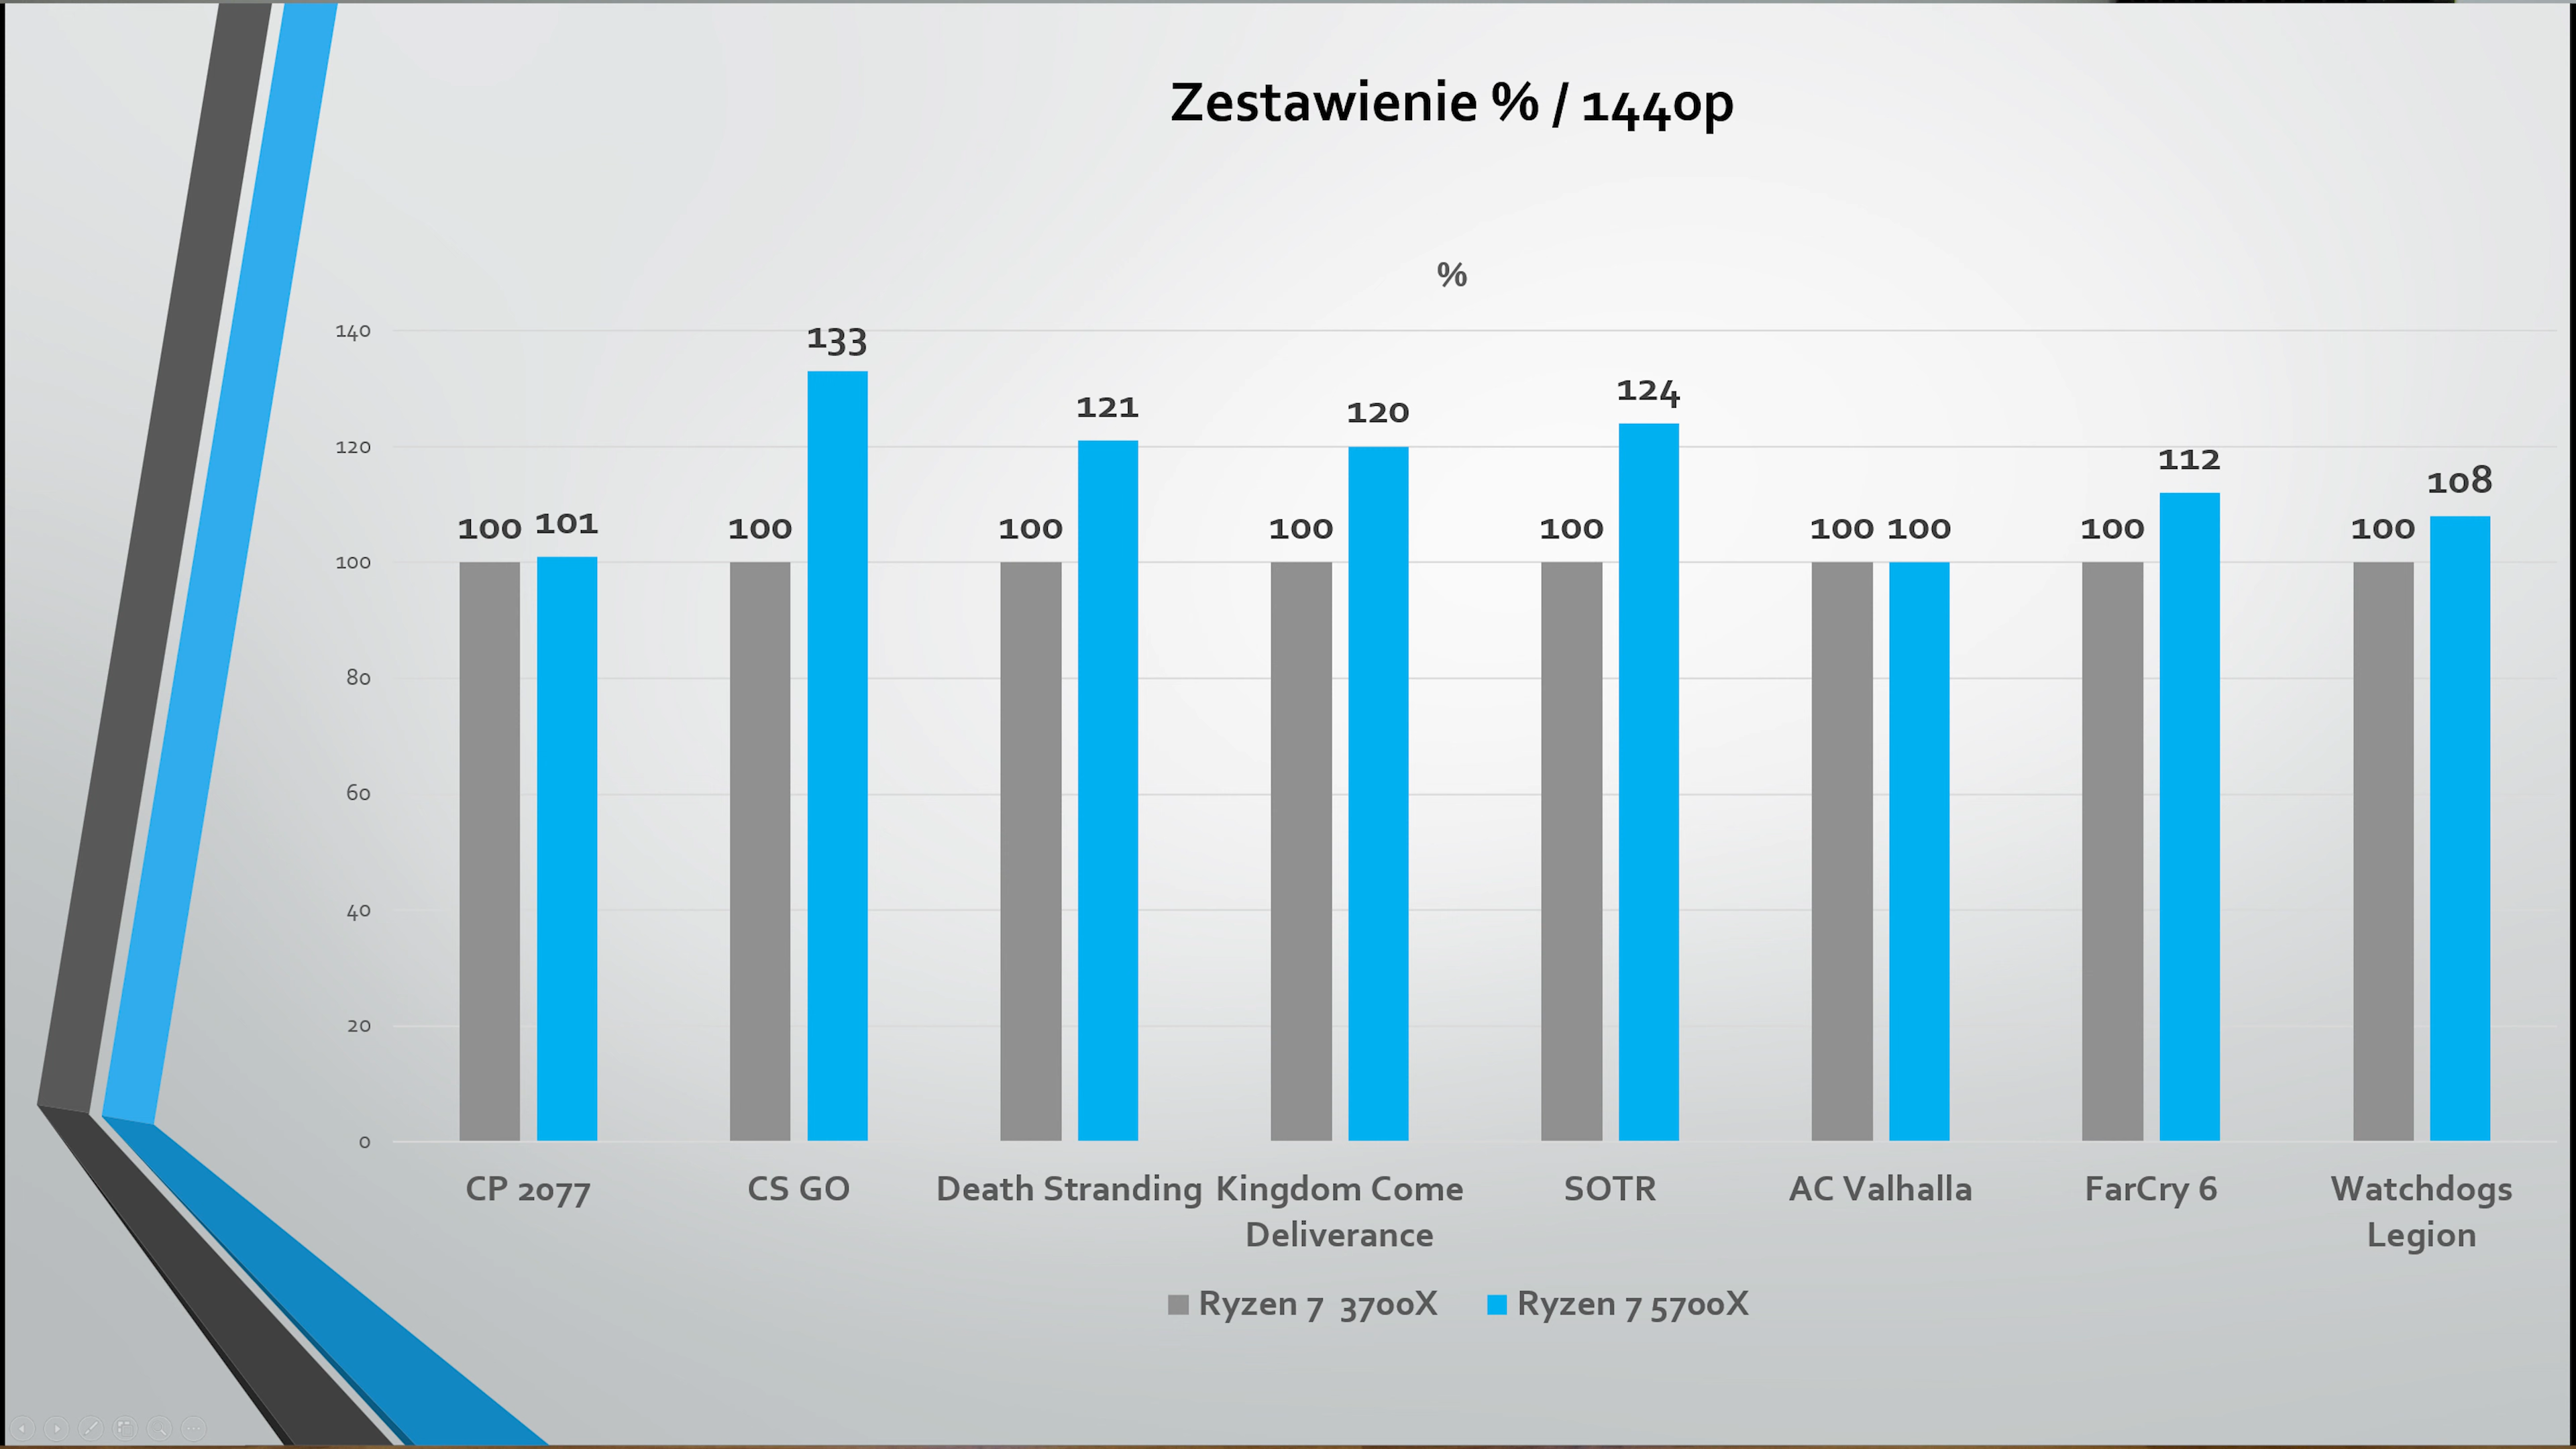 Zestawienie % / 1440p
%
140
120
100
80
60
40
20
0
100 101
100 133
100 121
100 120
100 124
100 100
100 112
100 108
CP 2077
CS GO
Death Stranding
Kingdom Come
Deliverance
SOTR
AC Valhalla
FarCry 6
Watchdogs
Legion
Ryzen 7 3700X
Ryzen 7 5700X